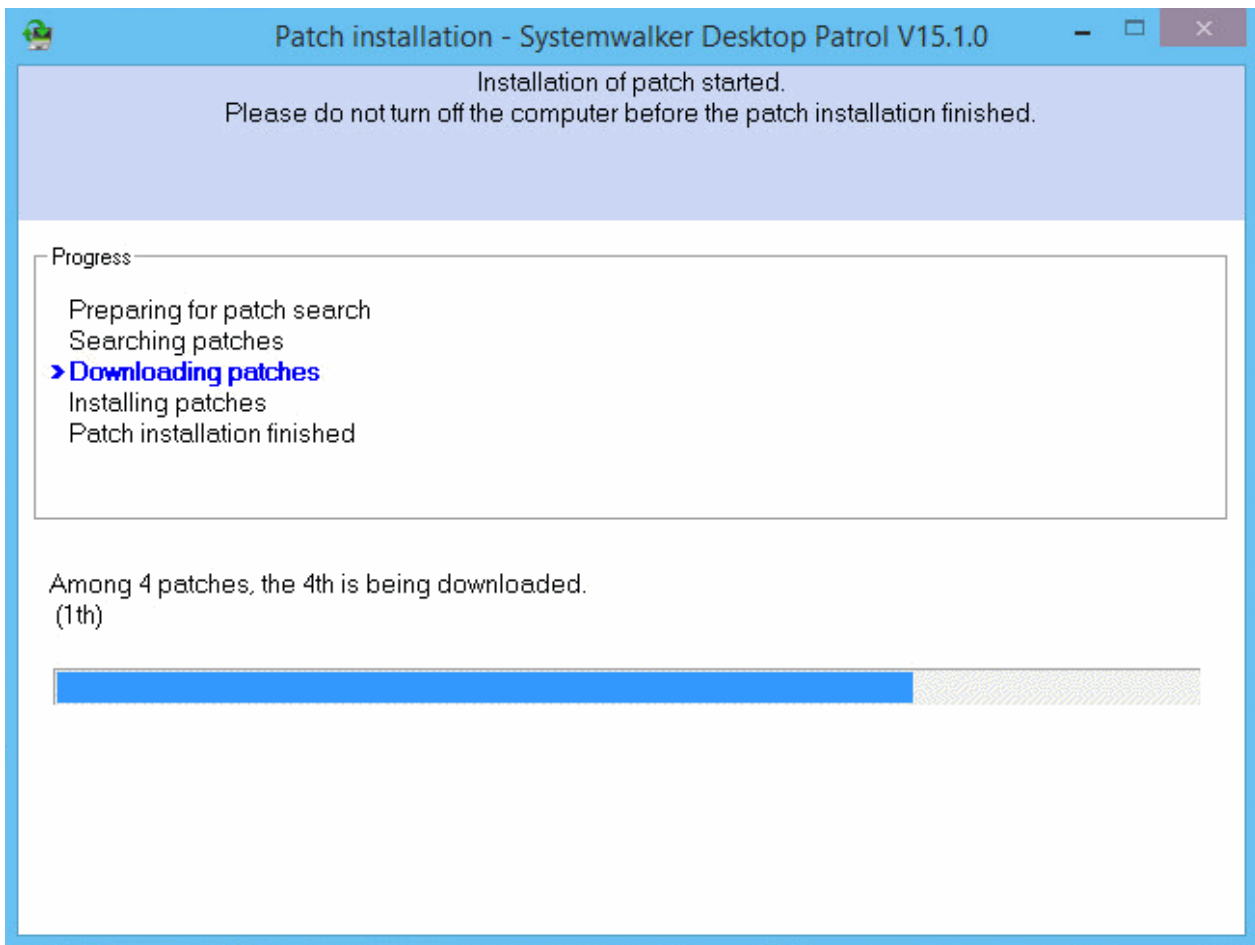 Patch installation - Systemwalker Desktop Patrol V15.1.0
Installation of patch started.
Please do not turn off the computer before the patch installation finished.
Progress
Preparing for patch search
Searching patches
> Downloading patches
Installing patches
Patch installation finished
Among 4 patches, the 4th is being downloaded.
(1th)